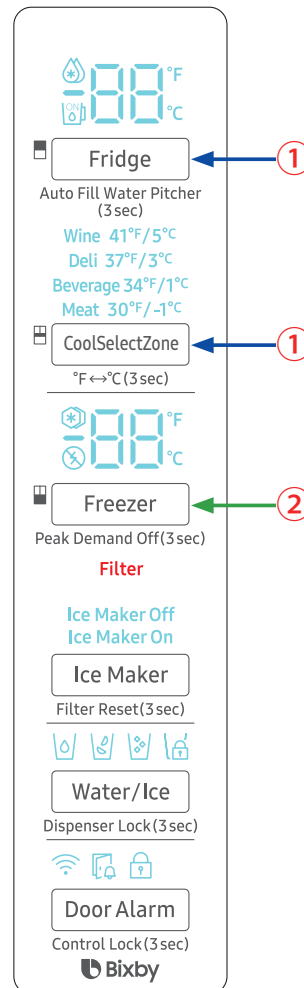 88 °F
ON °C
Fridge
1
Auto Fill Water Pitcher
(3 sec)
Wine 41°F/5°C
Deli 37°F/3°C
Beverage 34°F/1°C
Meat 30°F/-1°C
CoolSelectZone
1
°F↔°C(3 sec)
-88 °F
°C
Freezer
2
Peak Demand Off(3 sec)
Filter
Ice Maker Off
Ice Maker On
Ice Maker
Filter Reset(3 sec)
Water/Ice
Dispenser Lock(3 sec)
Door Alarm
Control Lock(3 sec)
Bixby